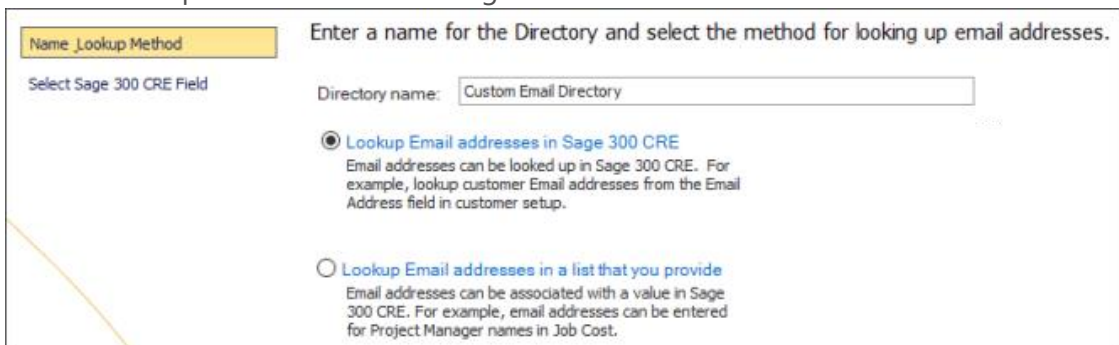 Name _Lookup Method
Select Sage 300 CRE Field
Enter a name for the Directory and select the method for looking up email addresses.
Directory name: Custom Email Directory
Lookup Email addresses in Sage 300 CRE
Email addresses can be looked up in Sage 300 CRE. For
example, lookup customer Email addresses from the Email
Address field in customer setup.
Lookup Email addresses in a list that you provide
Email addresses can be associated with a value in Sage
300 CRE. For example, email addresses can be entered
for Project Manager names in Job Cost.